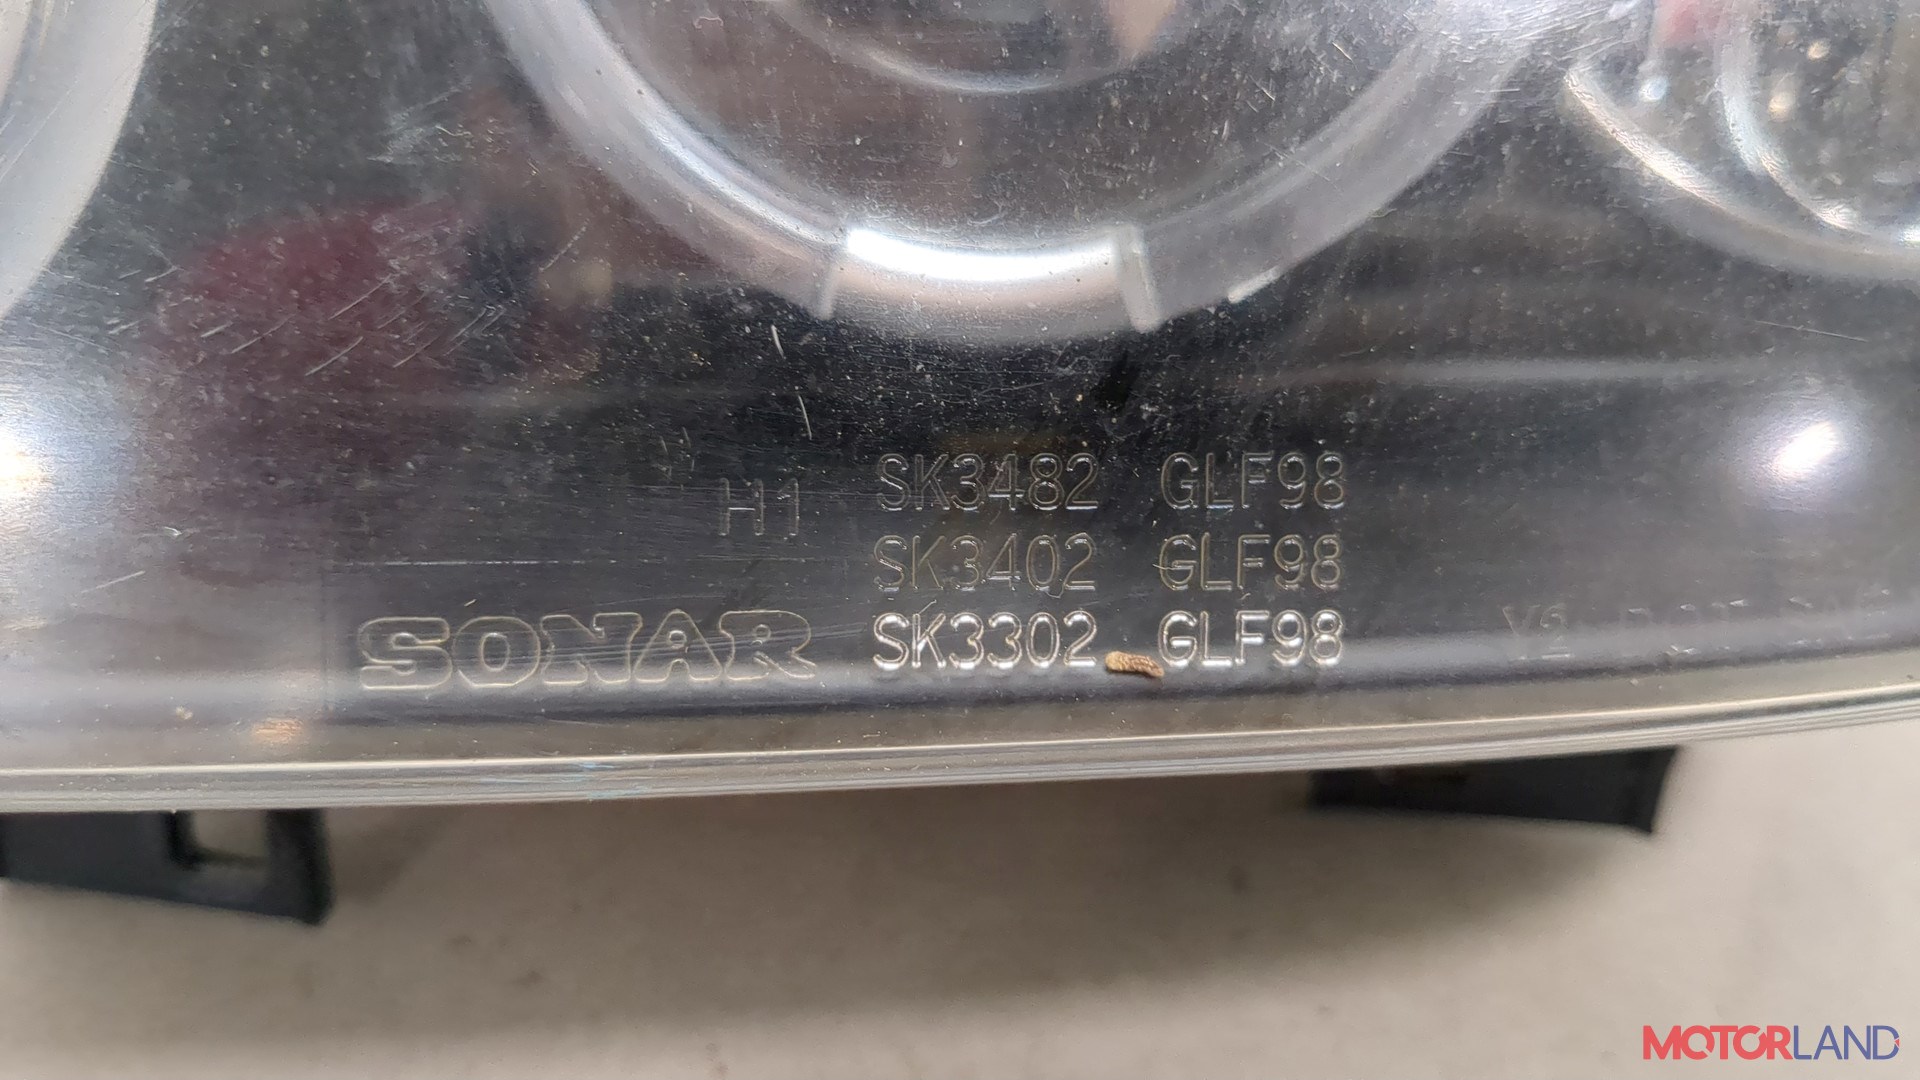 H1 SK3482 GLF98
SK3402 GLF98
SONAR SK3302 GLF98
MOTORLAND